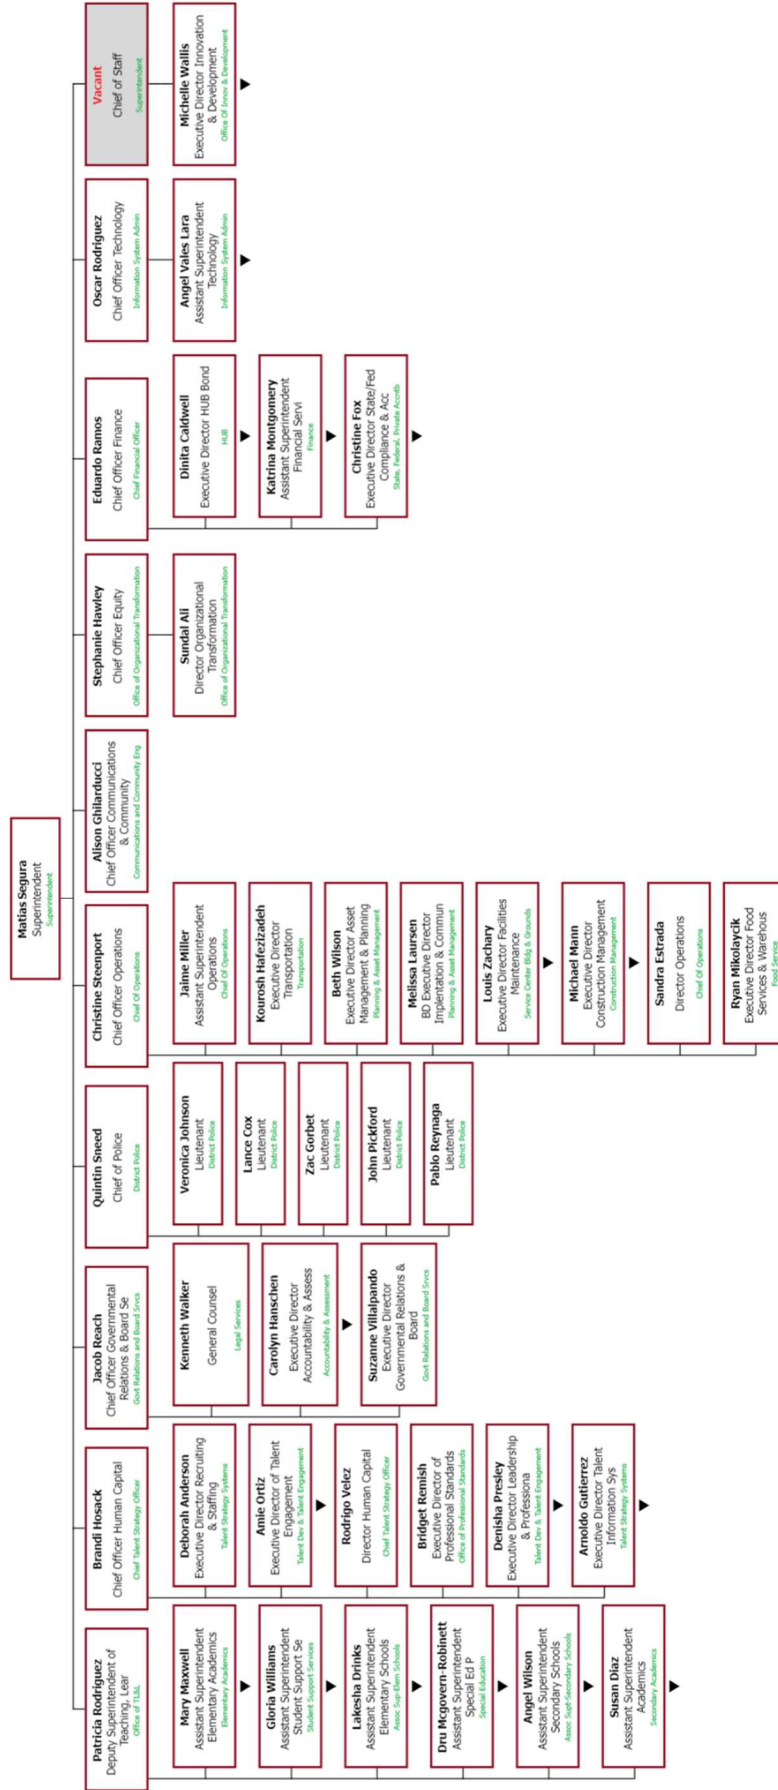 Matias Segura
Superintendent
Superintendent
Patricia Rodriguez
Deputy Superintendent of
Teaching, Lear
Office of TL&L
Mary Maxwell
Assistant Superintendent
Elementary Academics
Elementary Academics
Gloria Williams
Assistant Superintendent
Student Support Se
Student Support Services
Lakesha Drinks
Assistant Superintendent
Elementary Schools
Assoc Sup-Elem Schools
Dru Mcgovern-Robinett
Assistant Superintendent
Special Ed P
Special Education
Angel Wilson
Assistant Superintendent
Secondary Schools
Assoc Supt-Secondary Schools
Susan Diaz
Assistant Superintendent
Academics
Secondary Academics
Brandi Hosack
Chief Officer Human Capital
Chief Talent Strategy Officer
Deborah Anderson
Executive Director Recruiting
& Staffing
Talent Strategy Systems
Amie Ortiz
Executive Director of Talent
Engagement
Talent Dev & Talent Engagement
Rodrigo Velez
Director Human Capital
Chief Talent Strategy Officer
Bridget Remish
Executive Director of
Professional Standards
Office of Professional Standards
Denisha Presley
Executive Director Leadership
& Professiona
Talent Dev & Talent Engagement
Arnoldo Gutierrez
Executive Director Talent
Information Sys
Talent Strategy Systems
Jacob Reach
Chief Officer Governmental
Relations & Board Se
Govt Relations and Board Srvcs
Kenneth Walker
General Counsel
Legal Services
Carolyn Hanschen
Executive Director
Accountability & Assess
Accountability & Assessment
Suzanne Villalpando
Executive Director
Governmental Relations &
Board
Govt Relations and Board Srvcs
Quintin Sneed
Chief of Police
District Police
Veronica Johnson
Lieutenant
District Police
Lance Cox
Lieutenant
District Police
Zac Gorbet
Lieutenant
District Police
John Pickford
Lieutenant
District Police
Pablo Reynaga
Lieutenant
District Police
Christine Steenport
Chief Officer Operations
Chief Of Operations
Jaime Miller
Assistant Superintendent
Operations
Chief Of Operations
Kourosh Hafezizadeh
Executive Director
Transportation
Transportation
Beth Wilson
Executive Director Asset
Management & Planning
Planning & Asset Management
Melissa Laursen
BD Executive Director
Implentation & Commun
Planning & Asset Management
Louis Zachary
Executive Director Facilities
Maintenance
Service Center Bldg & Grounds
Michael Mann
Executive Director
Construction Management
Construction Management
Sandra Estrada
Director Operations
Chief Of Operations
Ryan Mikolaycik
Executive Director Food
Services & Warehous
Food Service
Alison Ghilarducci
Chief Officer Communications
& Community
Communications and Community Eng
Stephanie Hawley
Chief Officer Equity
Office of Organizational Transformation
Sundal Ali
Director Organizational
Transformation
Office of Organizational Transformation
Eduardo Ramos
Chief Officer Finance
Chief Financial Officer
Dinita Caldwell
Executive Director HUB Bond
HUB
Katrina Montgomery
Assistant Superintendent
Financial Servi
Finance
Christine Fox
Executive Director State/Fed
Compliance & Acc
State, Federal, Private Accntb
Oscar Rodriguez
Chief Officer Technology
Information System Admin
Angel Vales Lara
Assistant Superintendent
Technology
Information System Admin
Vacant
Chief of Staff
Superintendent
Michelle Wallis
Executive Director Innovation
& Development
Office Of Innov & Development